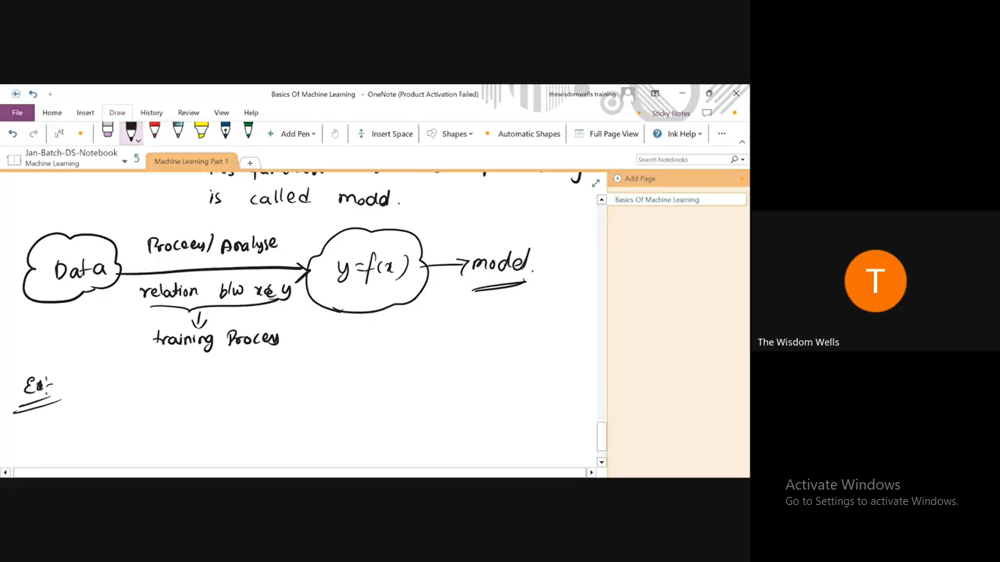 Basics Of Machine Learning - OneNote (Product Activation Failed)
thewisdomwells training
File Home Insert Draw History Review View Help
Sticky Notes
Add Pen
Insert Space
Shapes
Automatic Shapes
Full Page View
Ink Help
Jan-Batch-DS-Notebook
Machine Learning
Machine Learning Part 1
Search Notebooks
Add Page
Basics Of Machine Learning
is called model.
Process/ Analyse
Data
y=f(x)
model.
relation b/w x & y
training Process
Ex:
T
The Wisdom Wells
Activate Windows
Go to Settings to activate Windows.